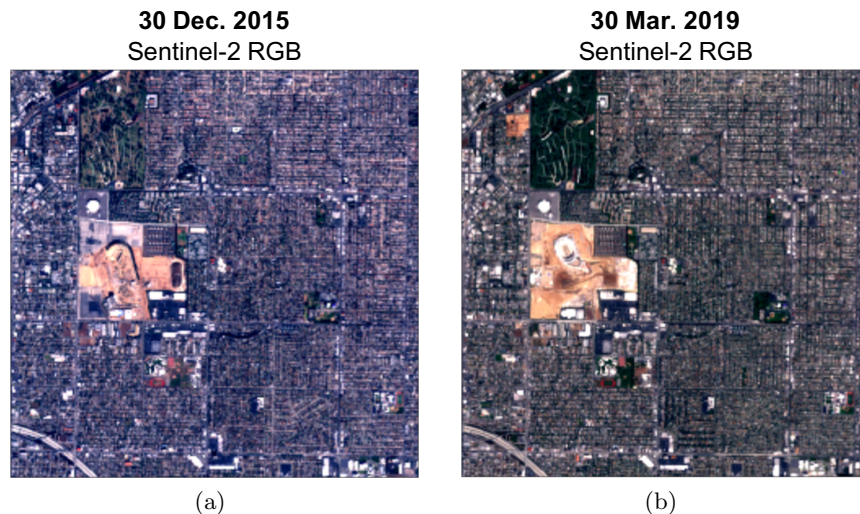 30 Dec. 2015
Sentinel-2 RGB
30 Mar. 2019
Sentinel-2 RGB
(a)
(b)